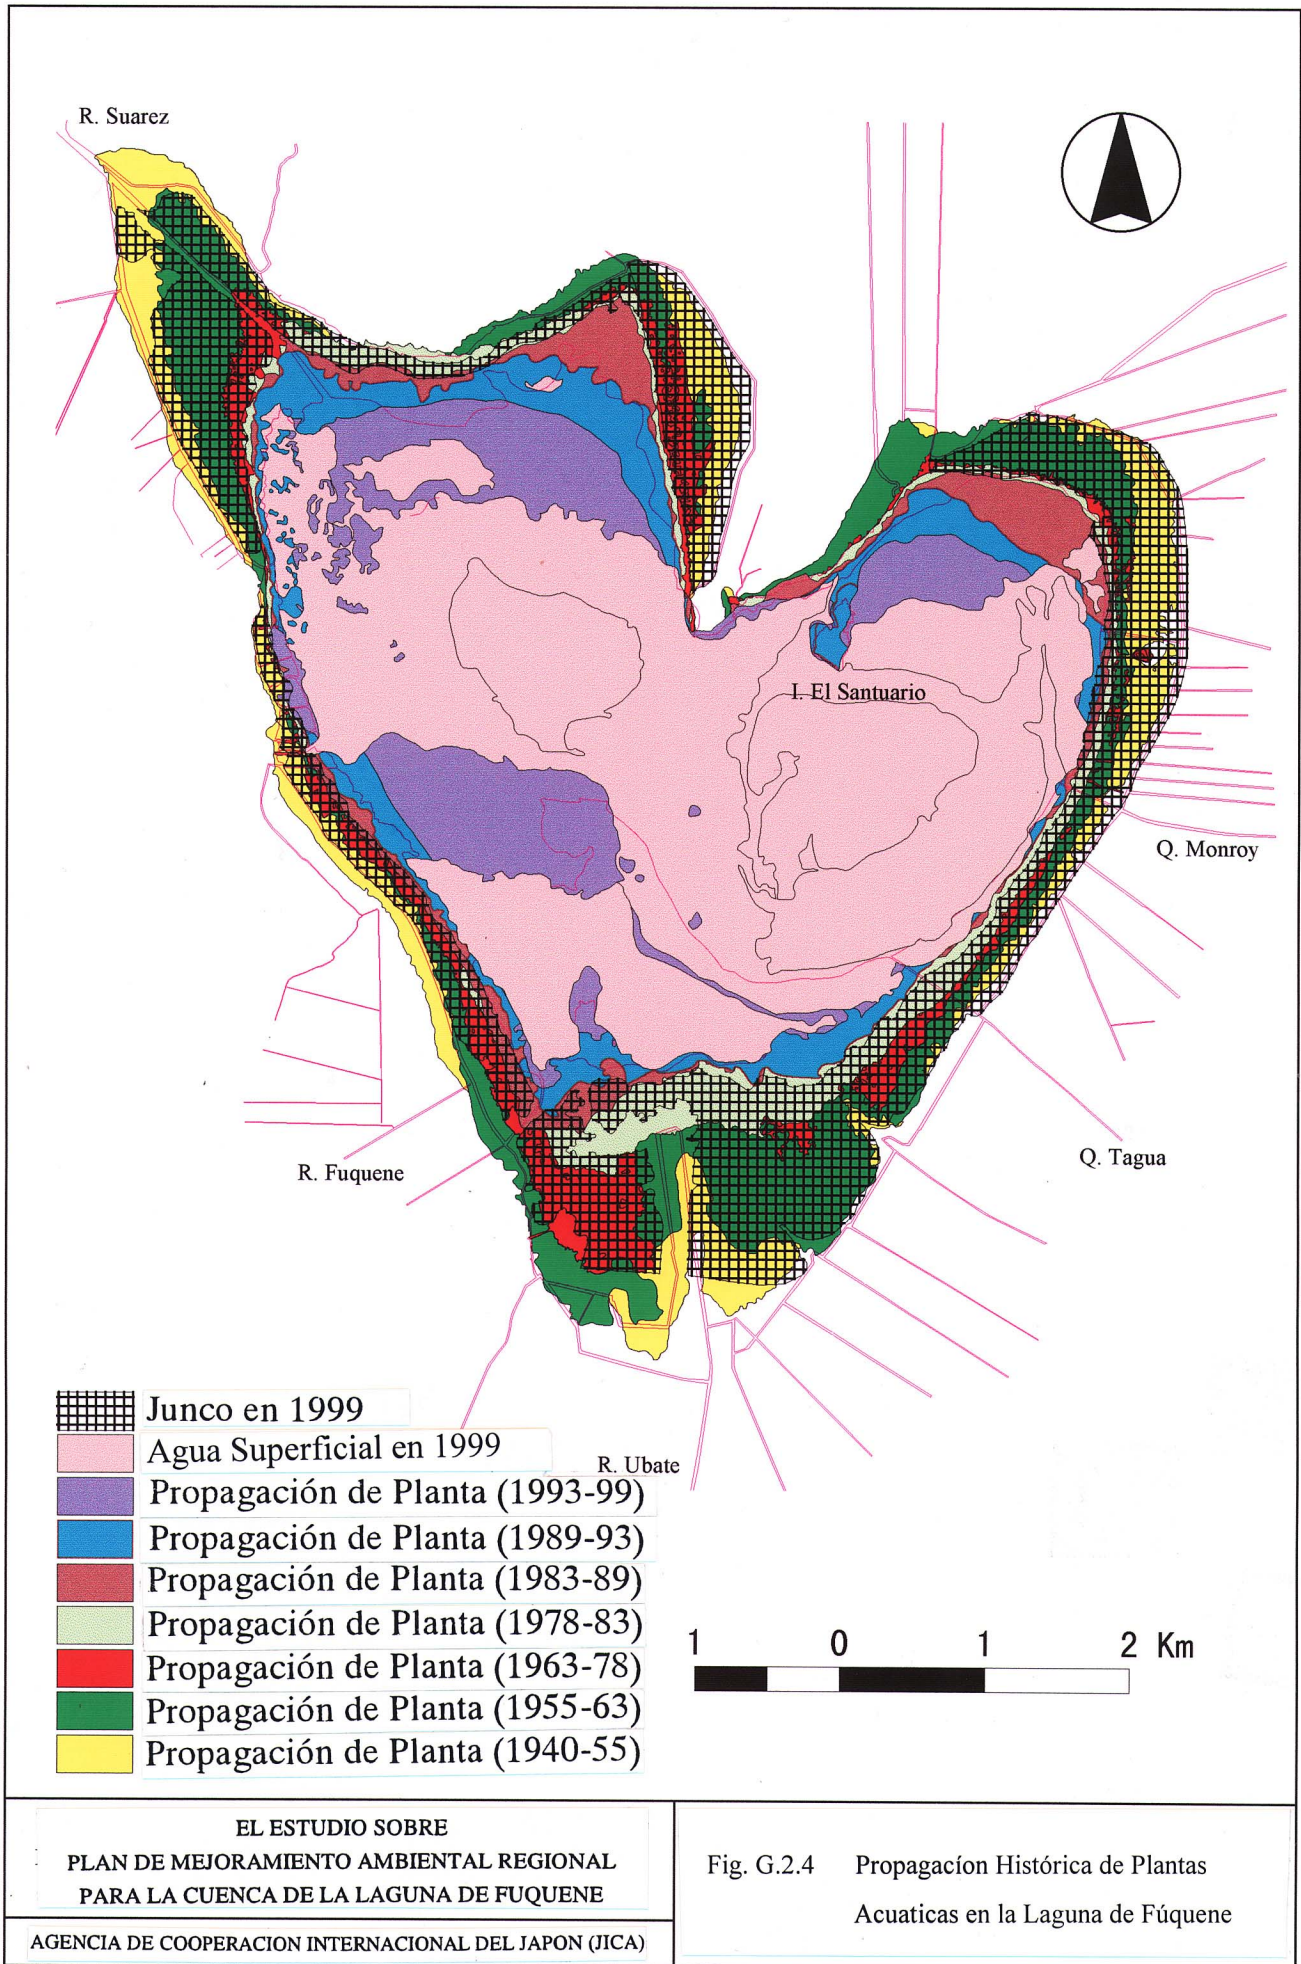 R. Suarez
I. El Santuario
Q. Monroy
Q. Tagua
R. Fuquene
R. Ubate
Junco en 1999
Agua Superficial en 1999
Propagación de Planta (1993-99)
Propagación de Planta (1989-93)
Propagación de Planta (1983-89)
Propagación de Planta (1978-83)
Propagación de Planta (1963-78)
Propagación de Planta (1955-63)
Propagación de Planta (1940-55)
1 0 1 2 Km
EL ESTUDIO SOBRE
PLAN DE MEJORAMIENTO AMBIENTAL REGIONAL
PARA LA CUENCA DE LA LAGUNA DE FUQUENE
AGENCIA DE COOPERACION INTERNACIONAL DEL JAPON (JICA)
Fig. G.2.4 Propagacíon Histórica de Plantas
Acuaticas en la Laguna de Fúquene